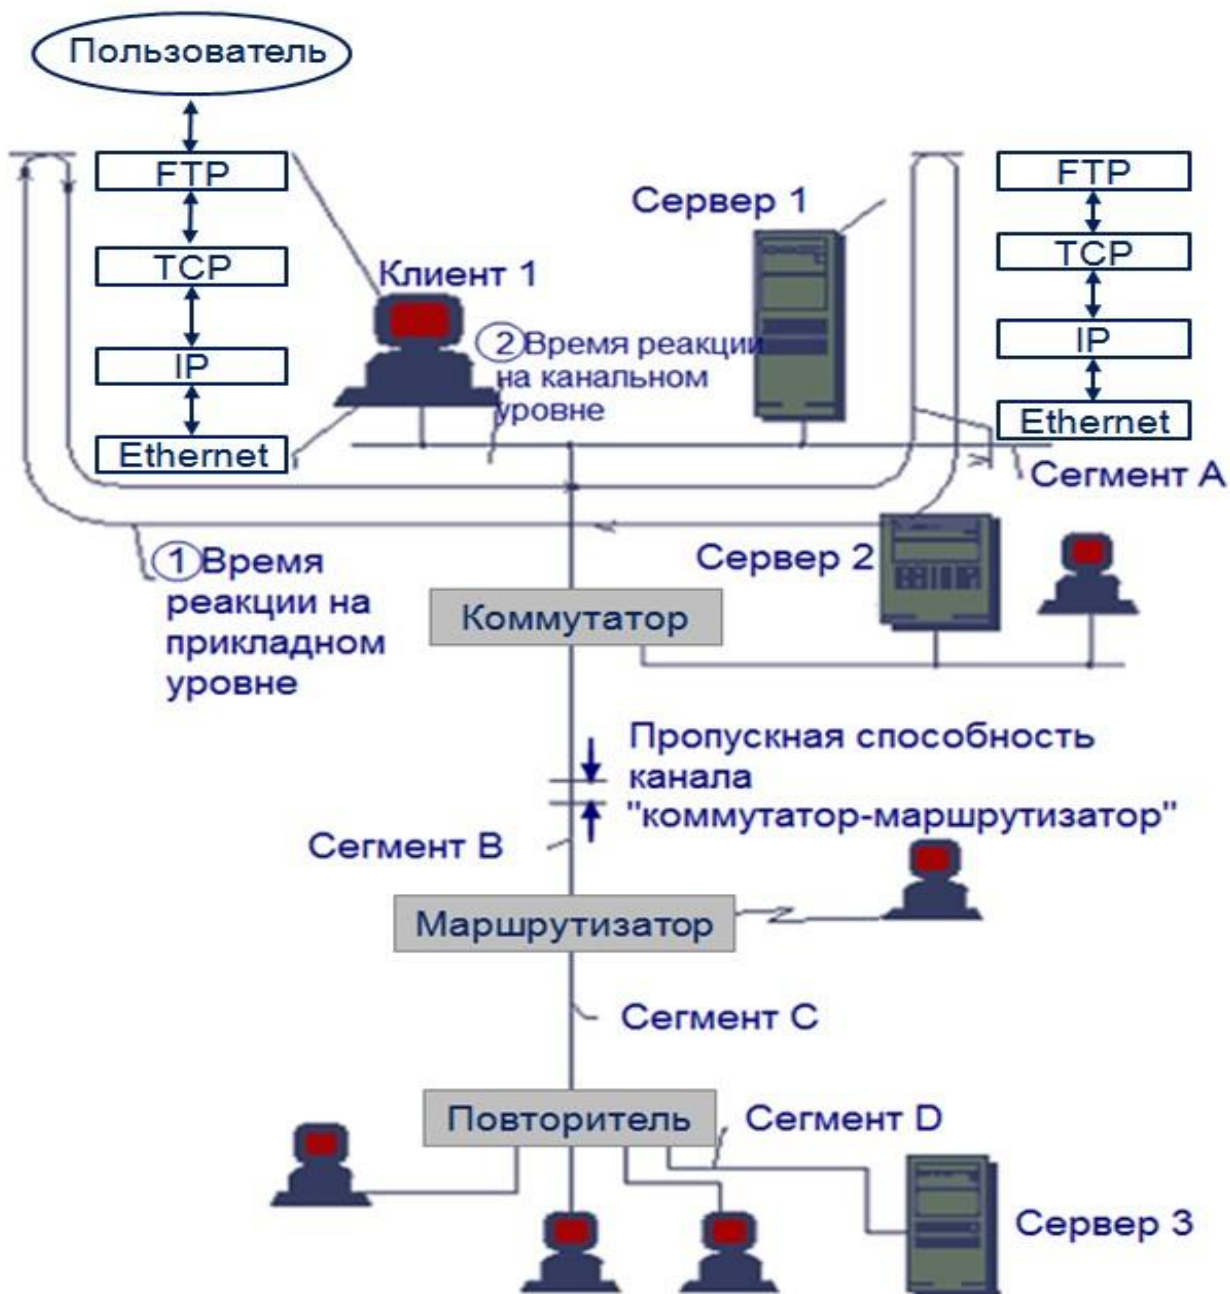 Пользователь
FTP
TCP
IP
Ethernet
Клиент 1
Сервер 1
FTP
TCP
IP
Ethernet
2 Время реакции
на канальном
уровне
Сегмент A
1 Время
реакции на
прикладном
уровне
Сервер 2
Коммутатор
Пропускная способность
канала
"коммутатор-маршрутизатор"
Сегмент B
Маршрутизатор
Сегмент C
Повторитель
Сегмент D
Сервер 3